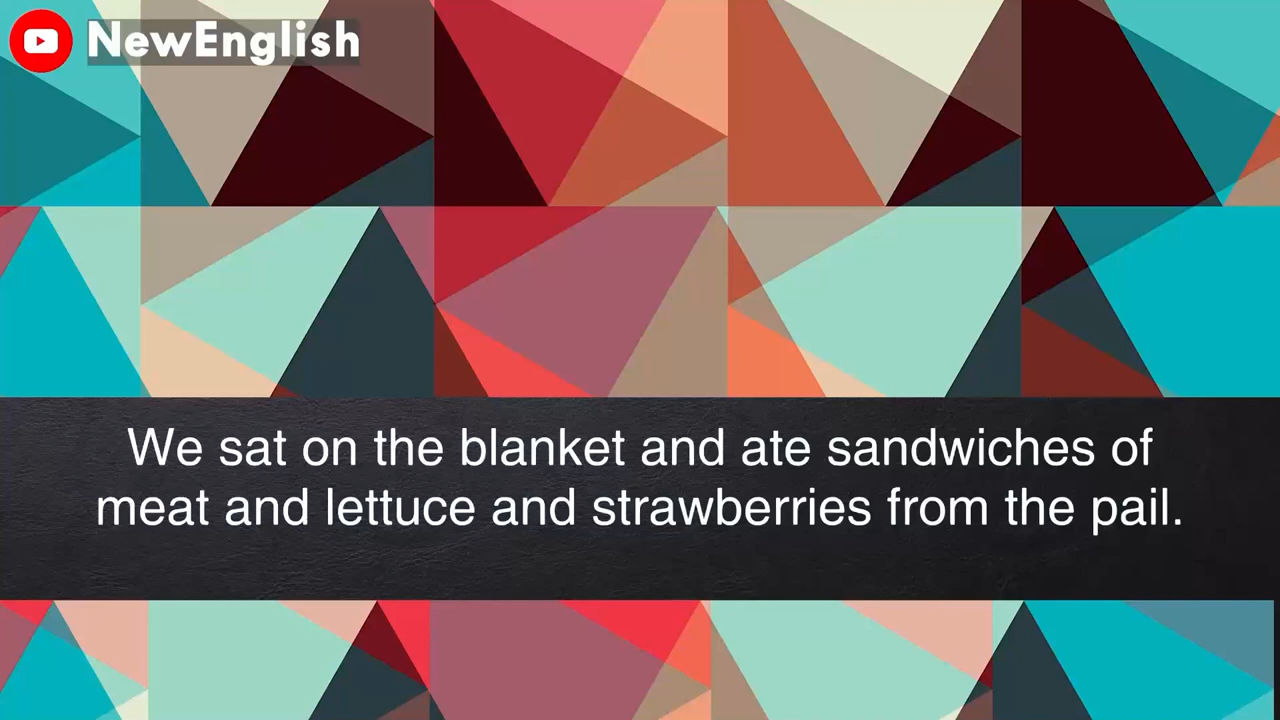 NewEnglish
We sat on the blanket and ate sandwiches of
meat and lettuce and strawberries from the pail.